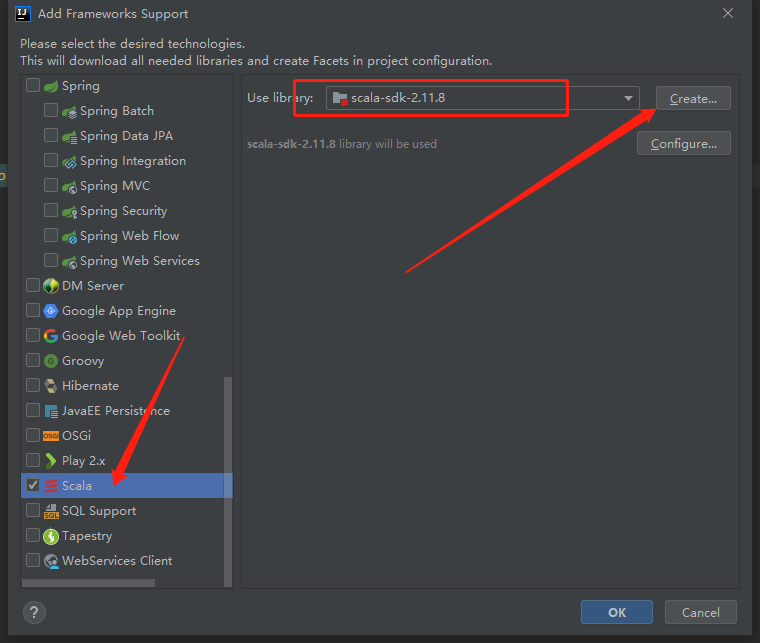 Add Frameworks Support
Please select the desired technologies.
This will download all needed libraries and create Facets in project configuration.
Spring
Spring Batch
Spring Data JPA
Spring Integration
Spring MVC
Spring Security
Spring Web Flow
Spring Web Services
DM Server
Google App Engine
Google Web Toolkit
Groovy
Hibernate
JavaEE Persistence
OSGi
Play 2.x
Scala
SQL Support
Tapestry
WebServices Client
Use library: scala-sdk-2.11.8 Create...
scala-sdk-2.11.8 library will be used
Configure...
? OK Cancel